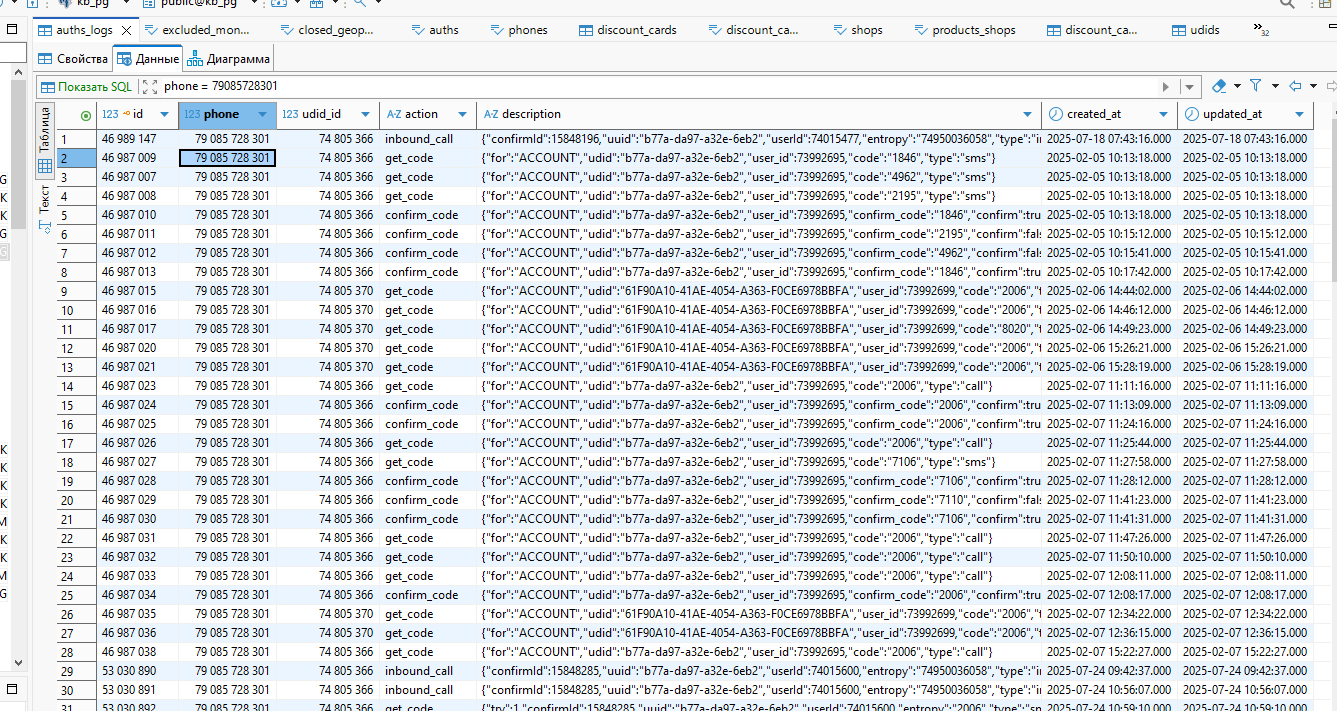 kb_pg public@kb_pg
auths_logs excluded_mon... closed_geop... auths phones discount_cards discount_ca... shops products_shops discount_ca... udids 32
Свойства Данные Диаграмма
Показать SQL phone = 79085728301
123 id 123 phone 123 udid_id A-Z action A-Z description created_at updated_at
Таблица
Текст
1 46 989 147 79 085 728 301 74 805 366 inbound_call {"confirmId":15848196,"uuid":"b77a-da97-a32e-6eb2","userId":74015477,"entropy":"74950036058","type":"i 2025-07-18 07:43:16.000 2025-07-18 07:43:16.000
2 46 987 009 79 085 728 301 74 805 366 get_code {"for":"ACCOUNT","udid":"b77a-da97-a32e-6eb2","user_id":73992695,"code":"1846","type":"sms"} 2025-02-05 10:13:18.000 2025-02-05 10:13:18.000
3 46 987 007 79 085 728 301 74 805 366 get_code {"for":"ACCOUNT","udid":"b77a-da97-a32e-6eb2","user_id":73992695,"code":"4962","type":"sms"} 2025-02-05 10:13:18.000 2025-02-05 10:13:18.000
4 46 987 008 79 085 728 301 74 805 366 get_code {"for":"ACCOUNT","udid":"b77a-da97-a32e-6eb2","user_id":73992695,"code":"2195","type":"sms"} 2025-02-05 10:13:18.000 2025-02-05 10:13:18.000
5 46 987 010 79 085 728 301 74 805 366 confirm_code {"for":"ACCOUNT","udid":"b77a-da97-a32e-6eb2","user_id":73992695,"confirm_code":"1846","confirm":tru 2025-02-05 10:13:18.000 2025-02-05 10:13:18.000
6 46 987 011 79 085 728 301 74 805 366 confirm_code {"for":"ACCOUNT","udid":"b77a-da97-a32e-6eb2","user_id":73992695,"confirm_code":"2195","confirm":fals 2025-02-05 10:15:12.000 2025-02-05 10:15:12.000
7 46 987 012 79 085 728 301 74 805 366 confirm_code {"for":"ACCOUNT","udid":"b77a-da97-a32e-6eb2","user_id":73992695,"confirm_code":"4962","confirm":fals 2025-02-05 10:15:41.000 2025-02-05 10:15:41.000
8 46 987 013 79 085 728 301 74 805 366 confirm_code {"for":"ACCOUNT","udid":"b77a-da97-a32e-6eb2","user_id":73992695,"confirm_code":"1846","confirm":tru 2025-02-05 10:17:42.000 2025-02-05 10:17:42.000
9 46 987 015 79 085 728 301 74 805 370 get_code {"for":"ACCOUNT","udid":"61F90A10-41AE-4054-A363-F0CE6978BBFA","user_id":73992699,"code":"2006","t 2025-02-06 14:44:02.000 2025-02-06 14:44:02.000
10 46 987 016 79 085 728 301 74 805 370 get_code {"for":"ACCOUNT","udid":"61F90A10-41AE-4054-A363-F0CE6978BBFA","user_id":73992699,"code":"2006","t 2025-02-06 14:46:12.000 2025-02-06 14:46:12.000
11 46 987 017 79 085 728 301 74 805 370 get_code {"for":"ACCOUNT","udid":"61F90A10-41AE-4054-A363-F0CE6978BBFA","user_id":73992699,"code":"8020","t 2025-02-06 14:49:23.000 2025-02-06 14:49:23.000
12 46 987 020 79 085 728 301 74 805 370 get_code {"for":"ACCOUNT","udid":"61F90A10-41AE-4054-A363-F0CE6978BBFA","user_id":73992699,"code":"2006","t 2025-02-06 15:26:21.000 2025-02-06 15:26:21.000
13 46 987 021 79 085 728 301 74 805 370 get_code {"for":"ACCOUNT","udid":"61F90A10-41AE-4054-A363-F0CE6978BBFA","user_id":73992699,"code":"2006","t 2025-02-06 15:28:19.000 2025-02-06 15:28:19.000
14 46 987 023 79 085 728 301 74 805 366 get_code {"for":"ACCOUNT","udid":"b77a-da97-a32e-6eb2","user_id":73992695,"code":"2006","type":"call"} 2025-02-07 11:11:16.000 2025-02-07 11:11:16.000
15 46 987 024 79 085 728 301 74 805 366 confirm_code {"for":"ACCOUNT","udid":"b77a-da97-a32e-6eb2","user_id":73992695,"confirm_code":"2006","confirm":tru 2025-02-07 11:13:09.000 2025-02-07 11:13:09.000
16 46 987 025 79 085 728 301 74 805 366 confirm_code {"for":"ACCOUNT","udid":"b77a-da97-a32e-6eb2","user_id":73992695,"confirm_code":"2006","confirm":tru 2025-02-07 11:24:16.000 2025-02-07 11:24:16.000
17 46 987 026 79 085 728 301 74 805 366 get_code {"for":"ACCOUNT","udid":"b77a-da97-a32e-6eb2","user_id":73992695,"code":"2006","type":"call"} 2025-02-07 11:25:44.000 2025-02-07 11:25:44.000
18 46 987 027 79 085 728 301 74 805 366 get_code {"for":"ACCOUNT","udid":"b77a-da97-a32e-6eb2","user_id":73992695,"code":"7106","type":"sms"} 2025-02-07 11:27:58.000 2025-02-07 11:27:58.000
19 46 987 028 79 085 728 301 74 805 366 confirm_code {"for":"ACCOUNT","udid":"b77a-da97-a32e-6eb2","user_id":73992695,"confirm_code":"7106","confirm":tru 2025-02-07 11:28:12.000 2025-02-07 11:28:12.000
20 46 987 029 79 085 728 301 74 805 366 confirm_code {"for":"ACCOUNT","udid":"b77a-da97-a32e-6eb2","user_id":73992695,"confirm_code":"7110","confirm":fals 2025-02-07 11:41:23.000 2025-02-07 11:41:23.000
21 46 987 030 79 085 728 301 74 805 366 confirm_code {"for":"ACCOUNT","udid":"b77a-da97-a32e-6eb2","user_id":73992695,"confirm_code":"7106","confirm":tru 2025-02-07 11:41:31.000 2025-02-07 11:41:31.000
22 46 987 031 79 085 728 301 74 805 366 get_code {"for":"ACCOUNT","udid":"b77a-da97-a32e-6eb2","user_id":73992695,"code":"2006","type":"call"} 2025-02-07 11:47:26.000 2025-02-07 11:47:26.000
23 46 987 032 79 085 728 301 74 805 366 get_code {"for":"ACCOUNT","udid":"b77a-da97-a32e-6eb2","user_id":73992695,"code":"2006","type":"call"} 2025-02-07 11:50:10.000 2025-02-07 11:50:10.000
24 46 987 033 79 085 728 301 74 805 366 get_code {"for":"ACCOUNT","udid":"b77a-da97-a32e-6eb2","user_id":73992695,"code":"2006","type":"call"} 2025-02-07 12:08:11.000 2025-02-07 12:08:11.000
25 46 987 034 79 085 728 301 74 805 366 confirm_code {"for":"ACCOUNT","udid":"b77a-da97-a32e-6eb2","user_id":73992695,"confirm_code":"2006","confirm":tru 2025-02-07 12:08:17.000 2025-02-07 12:08:17.000
26 46 987 035 79 085 728 301 74 805 370 get_code {"for":"ACCOUNT","udid":"61F90A10-41AE-4054-A363-F0CE6978BBFA","user_id":73992699,"code":"2006","t 2025-02-07 12:34:22.000 2025-02-07 12:34:22.000
27 46 987 036 79 085 728 301 74 805 370 get_code {"for":"ACCOUNT","udid":"61F90A10-41AE-4054-A363-F0CE6978BBFA","user_id":73992699,"code":"2006","t 2025-02-07 12:36:15.000 2025-02-07 12:36:15.000
28 46 987 038 79 085 728 301 74 805 366 get_code {"for":"ACCOUNT","udid":"b77a-da97-a32e-6eb2","user_id":73992695,"code":"2006","type":"call"} 2025-02-07 15:22:27.000 2025-02-07 15:22:27.000
29 53 030 890 79 085 728 301 74 805 366 inbound_call {"confirmId":15848285,"uuid":"b77a-da97-a32e-6eb2","userId":74015600,"entropy":"74950036058","type":"i 2025-07-24 09:42:37.000 2025-07-24 09:42:37.000
30 53 030 891 79 085 728 301 74 805 366 inbound_call {"confirmId":15848285,"uuid":"b77a-da97-a32e-6eb2","userId":74015600,"entropy":"74950036058","type":"i 2025-07-24 10:56:07.000 2025-07-24 10:56:07.000
31 53 030 892 79 085 728 301 74 805 366 get_code {"try":1,"confirmId":15848285,"uuid":"b77a-da97-a32e-6eb2","userId":74015600,"entropy":"2006","type":"sm 2025-07-24 10:59:10.000 2025-07-24 10:59:10.000